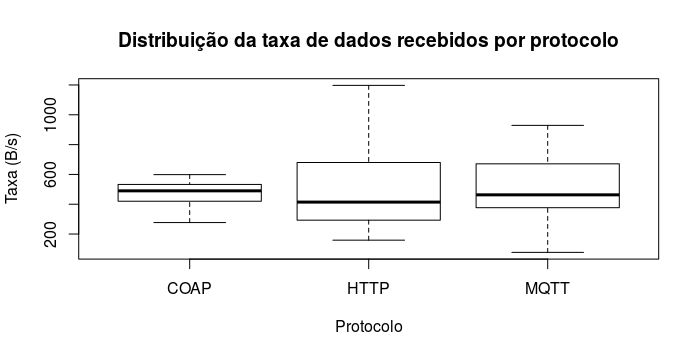 Distribuição da taxa de dados recebidos por protocolo
Taxa (B/s)
1000
600
200
COAP HTTP MQTT
Protocolo